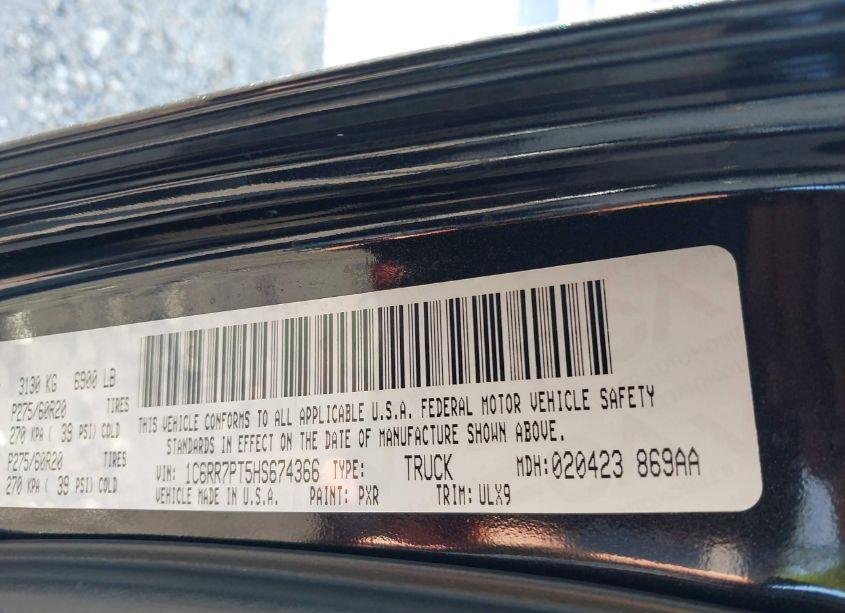 3130 KG 6900 LB
P275/60R20 TIRES
270 KPA ( 39 PSI) COLD
P275/60R20 TIRES
270 KPA ( 39 PSI) COLD
THIS VEHICLE CONFORMS TO ALL APPLICABLE U.S.A. FEDERAL MOTOR VEHICLE SAFETY
STANDARDS IN EFFECT ON THE DATE OF MANUFACTURE SHOWN ABOVE.
VIN: 1C6RR7PT5HS674366 TYPE: TRUCK MDH: 020423 869AA
VEHICLE MADE IN U.S.A. PAINT: PXR TRIM: ULX9